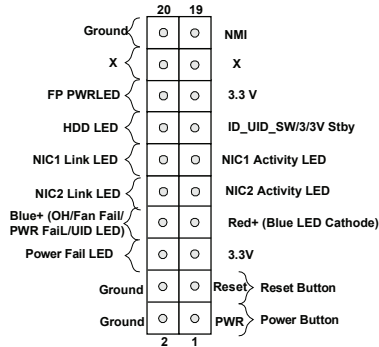 20 19
Ground NMI
X X
FP PWRLED 3.3 V
HDD LED ID_UID_SW/3/3V Stby
NIC1 Link LED NIC1 Activity LED
NIC2 Link LED NIC2 Activity LED
Blue+ (OH/Fan Fail/
PWR FaiL/UID LED) Red+ (Blue LED Cathode)
Power Fail LED 3.3V
Ground Reset Reset Button
Ground PWR Power Button
2 1